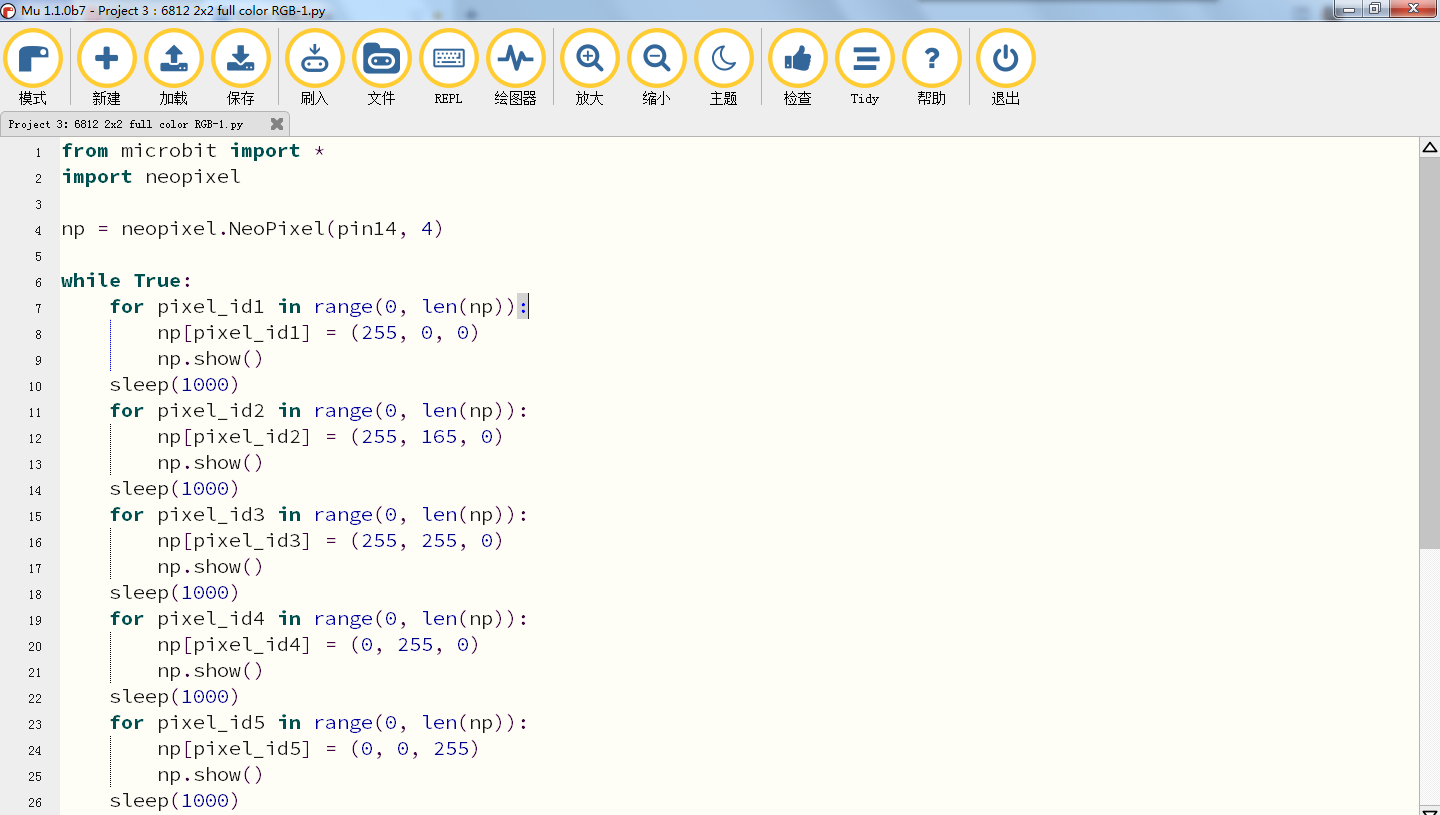 Mu 1.1.0b7 - Project 3：6812 2x2 full color RGB-1.py
模式 新建 加载 保存 刷入 文件 REPL 绘图器 放大 缩小 主题 检查 Tidy 帮助 退出
Project 3：6812 2x2 full color RGB-1.py
1 from microbit import *
2 import neopixel
3
4 np = neopixel.NeoPixel(pin14, 4)
5
6 while True:
7     for pixel_id1 in range(0, len(np)):
8         np[pixel_id1] = (255, 0, 0)
9         np.show()
10     sleep(1000)
11     for pixel_id2 in range(0, len(np)):
12         np[pixel_id2] = (255, 165, 0)
13         np.show()
14     sleep(1000)
15     for pixel_id3 in range(0, len(np)):
16         np[pixel_id3] = (255, 255, 0)
17         np.show()
18     sleep(1000)
19     for pixel_id4 in range(0, len(np)):
20         np[pixel_id4] = (0, 255, 0)
21         np.show()
22     sleep(1000)
23     for pixel_id5 in range(0, len(np)):
24         np[pixel_id5] = (0, 0, 255)
25         np.show()
26     sleep(1000)